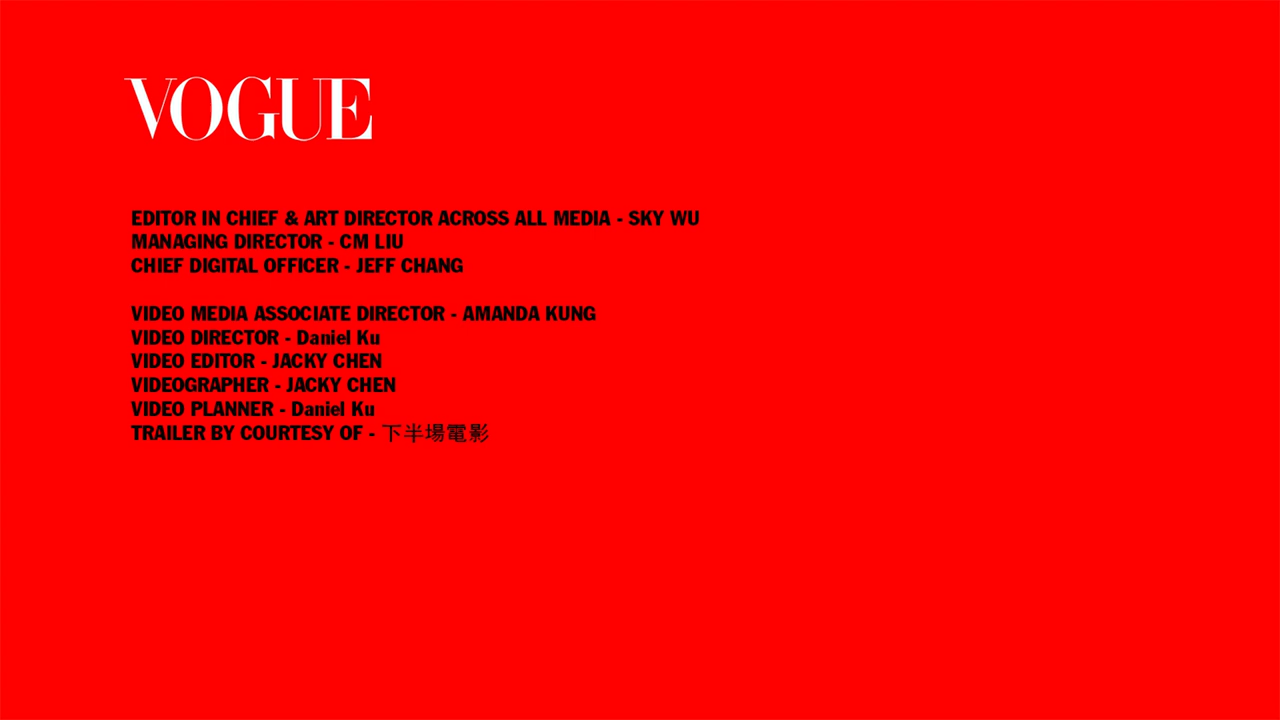 VOGUE
EDITOR IN CHIEF & ART DIRECTOR ACROSS ALL MEDIA - SKY WU
MANAGING DIRECTOR - CM LIU
CHIEF DIGITAL OFFICER - JEFF CHANG
VIDEO MEDIA ASSOCIATE DIRECTOR - AMANDA KUNG
VIDEO DIRECTOR - Daniel Ku
VIDEO EDITOR - JACKY CHEN
VIDEOGRAPHER - JACKY CHEN
VIDEO PLANNER - Daniel Ku
TRAILER BY COURTESY OF - 下半場電影